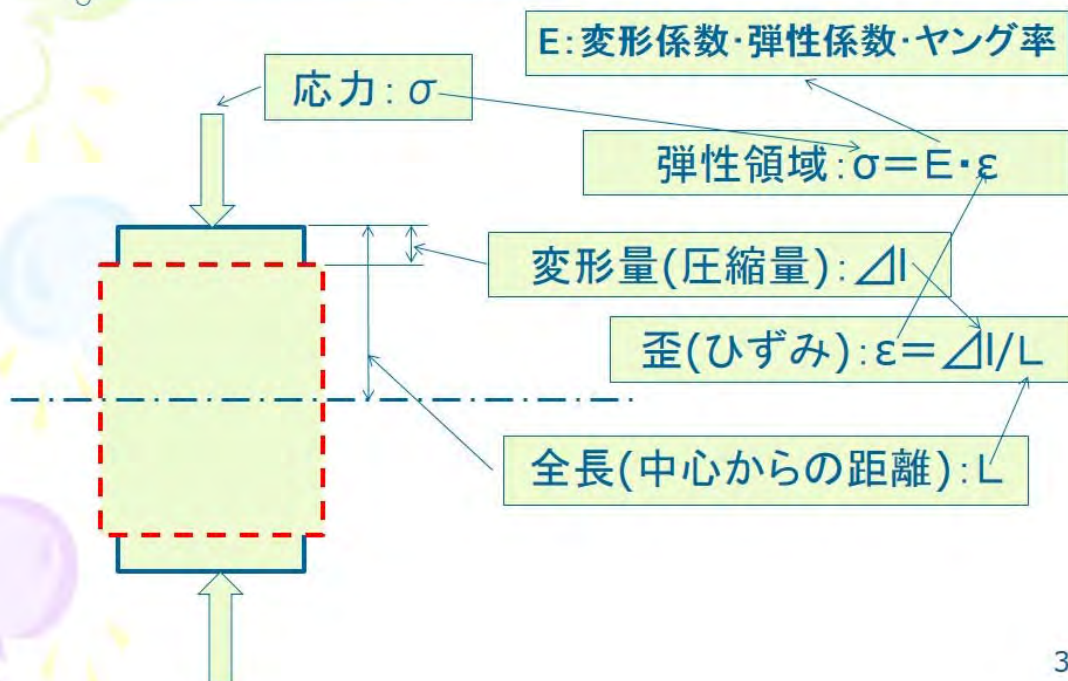 E:変形係数・弾性係数・ヤング率
応力:σ
弾性領域:σ=E・ε
変形量(圧縮量):⊿l
歪(ひずみ):ε=⊿l/L
全長(中心からの距離):L
3